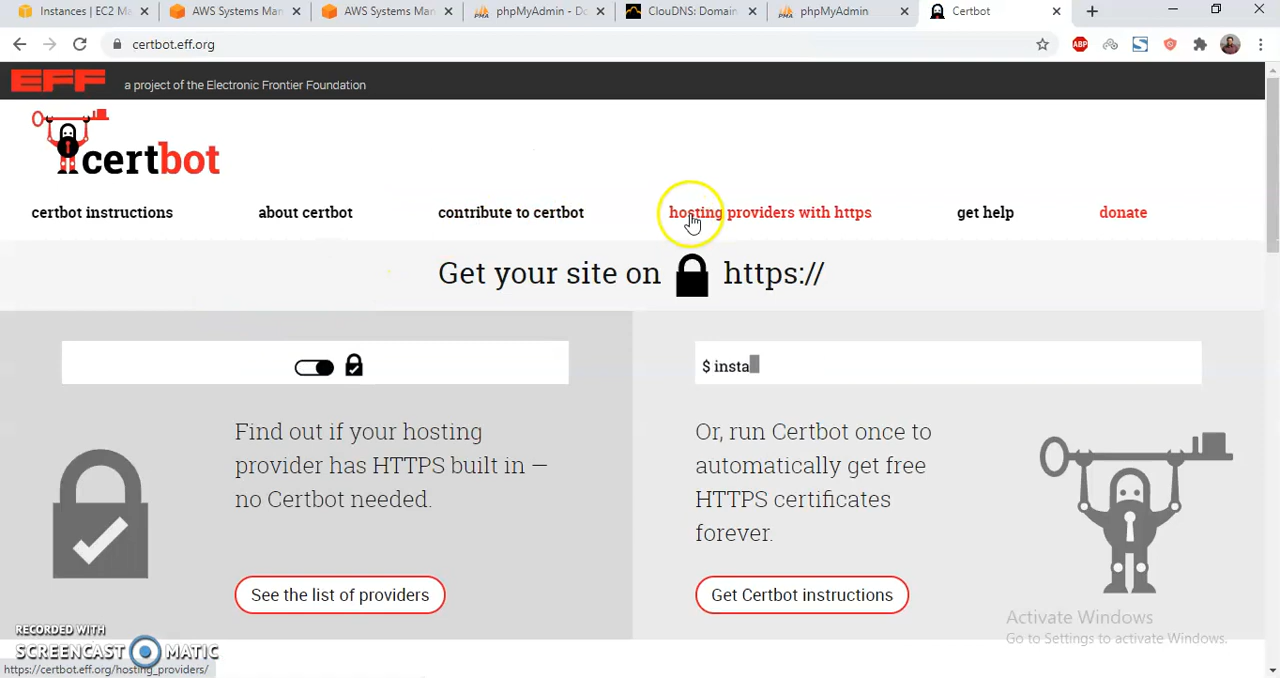 Instances | EC2 Ma
AWS Systems Man
AWS Systems Man
phpMyAdmin - Do
ClouDNS: Domain
phpMyAdmin
Certbot
certbot.eff.org
ABP
EFF
a project of the Electronic Frontier Foundation
certbot
certbot instructions
about certbot
contribute to certbot
hosting providers with https
get help
donate
Get your site on https://
$ insta
Find out if your hosting
provider has HTTPS built in —
no Certbot needed.
See the list of providers
Or, run Certbot once to
automatically get free
HTTPS certificates
forever.
Get Certbot instructions
Activate Windows
Go to Settings to activate Windows.
RECORDED WITH
SCREENCAST MATIC
https://certbot.eff.org/hosting_providers/